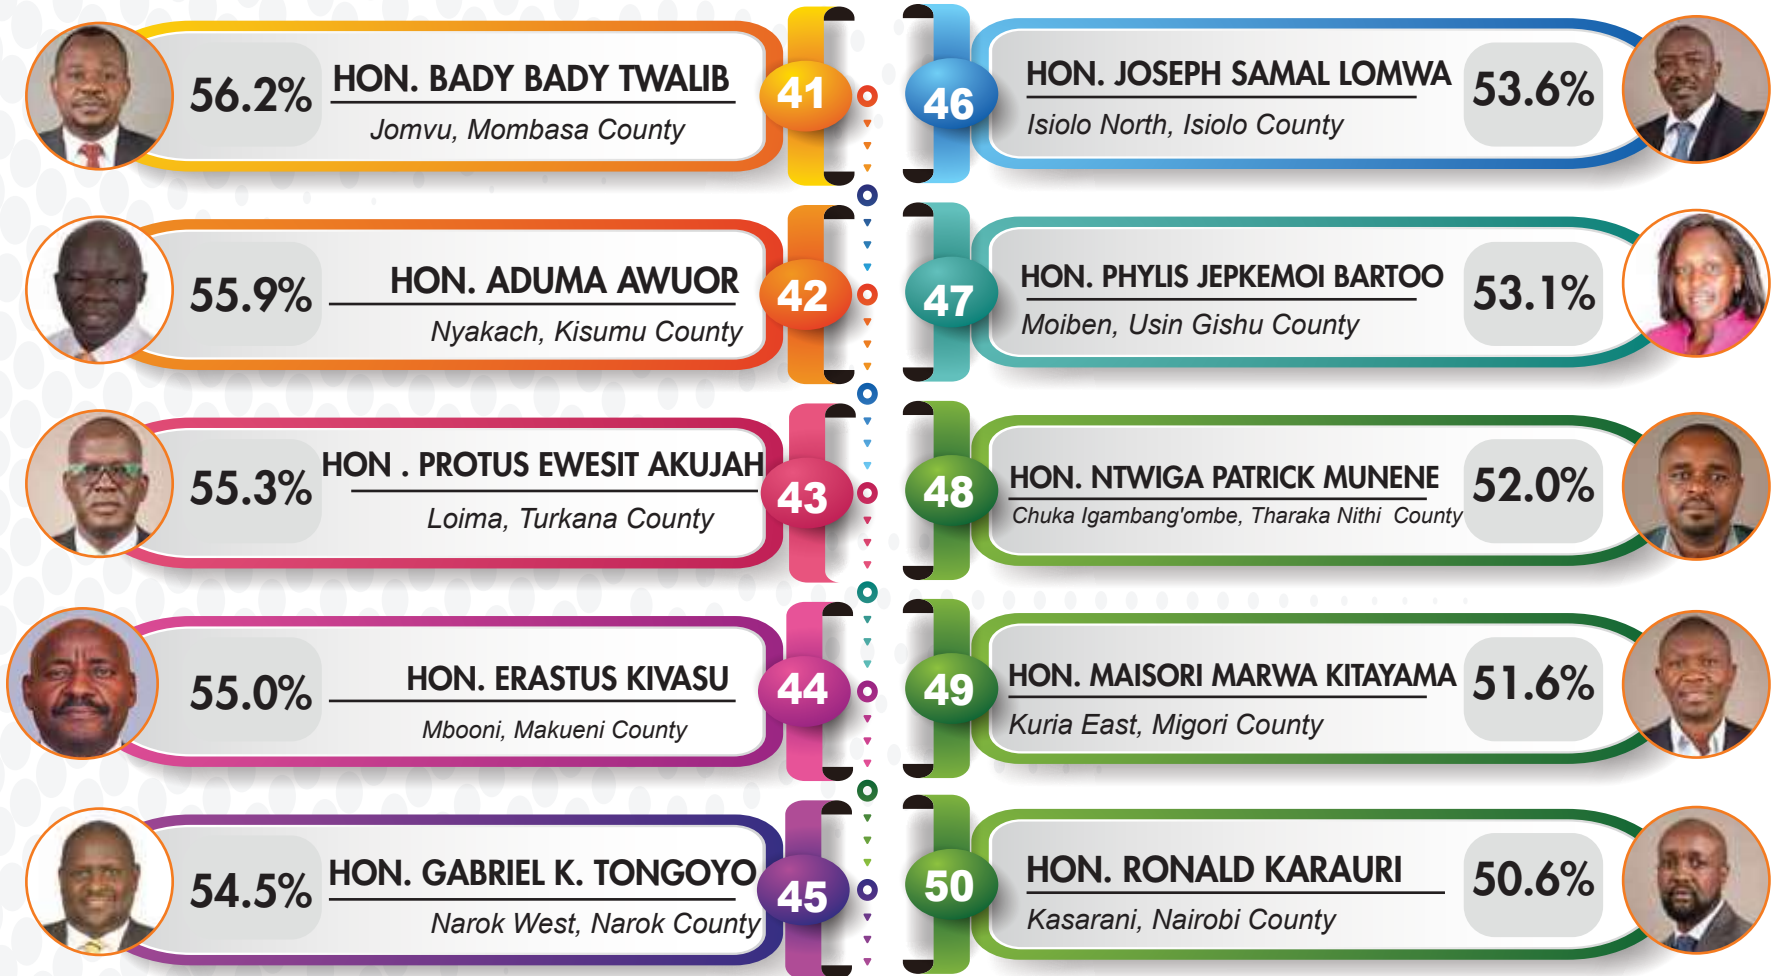 56.2%
HON. BADY BADY TWALIB
Jomvu, Mombasa County
41
55.9%
HON. ADUMA AWUOR
Nyakach, Kisumu County
42
55.3%
HON . PROTUS EWESIT AKUJAH
Loima, Turkana County
43
55.0%
HON. ERASTUS KIVASU
Mbooni, Makueni County
44
54.5%
HON. GABRIEL K. TONGOYO
Narok West, Narok County
45
46
HON. JOSEPH SAMAL LOMWA
Isiolo North, Isiolo County
53.6%
47
HON. PHYLIS JEPKEMOI BARTOO
Moiben, Usin Gishu County
53.1%
48
HON. NTWIGA PATRICK MUNENE
Chuka Igambang'ombe, Tharaka Nithi County
52.0%
49
HON. MAISORI MARWA KITAYAMA
Kuria East, Migori County
51.6%
50
HON. RONALD KARAURI
Kasarani, Nairobi County
50.6%